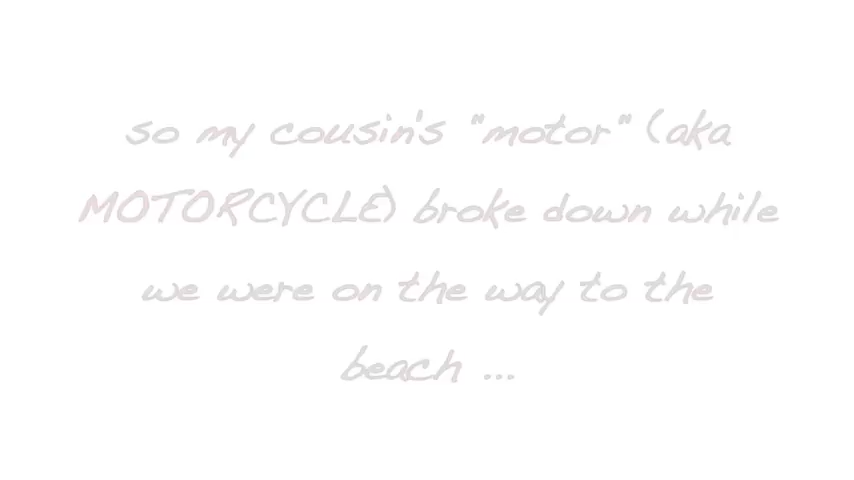 so my cousin's "motor" (aka
MOTORCYCLE) broke down while
we were on the way to the
beach ...